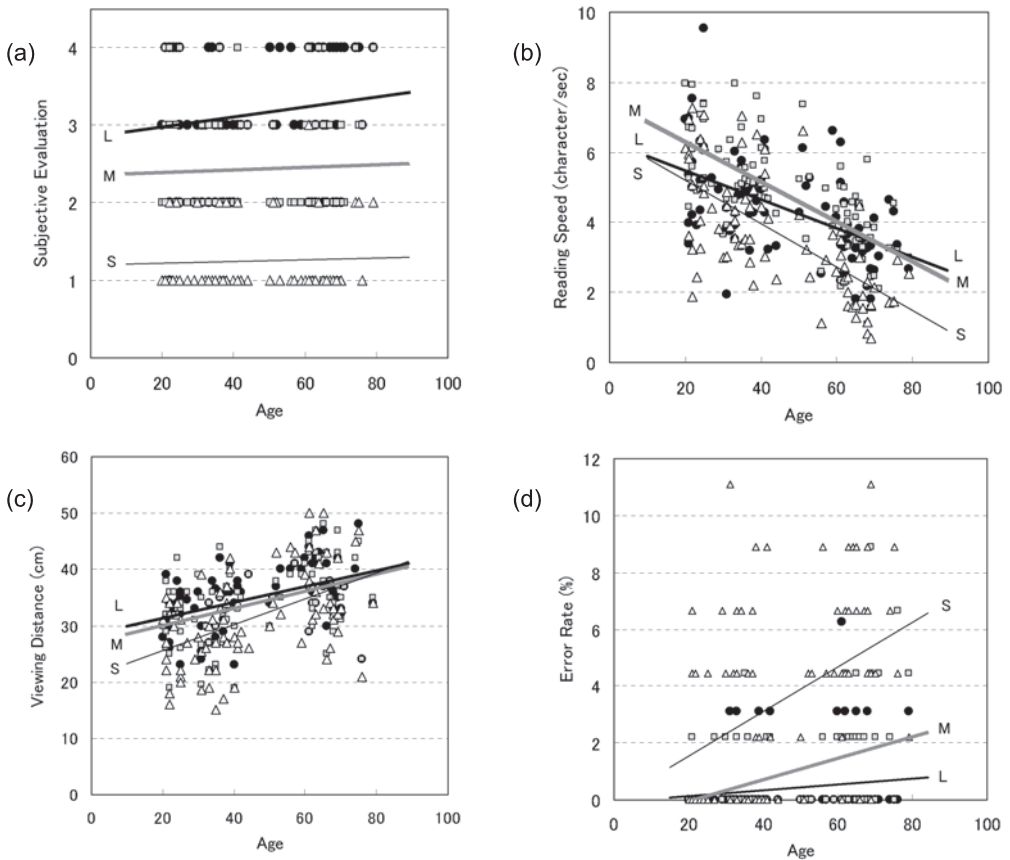 (a)
Subjective Evaluation
4
3
2
1
0
L
M
S
0 20 40 60 80 100
Age
(b)
Reading Speed (character/sec)
10
8
6
4
2
0
M
L
S
L
M
S
0 20 40 60 80 100
Age
(c)
Viewing Distance (cm)
60
50
40
30
20
10
0
L
M
S
0 20 40 60 80 100
Age
(d)
Error Rate (%)
12
10
8
6
4
2
0
S
M
L
0 20 40 60 80 100
Age